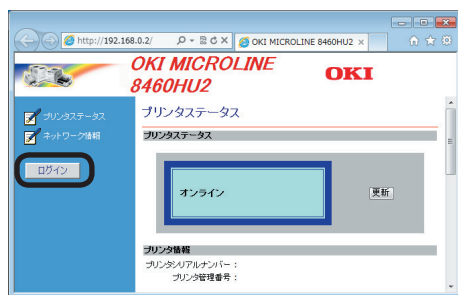 http://192.168.0.2/
OKI MICROLINE 8460HU2
OKI MICROLINE
8460HU2
OKI
プリンタステータス
ネットワーク情報
ログイン
プリンタステータス
プリンタステータス
オンライン
更新
プリンタ情報
プリンタシリアルナンバー：
プリンタ管理番号：